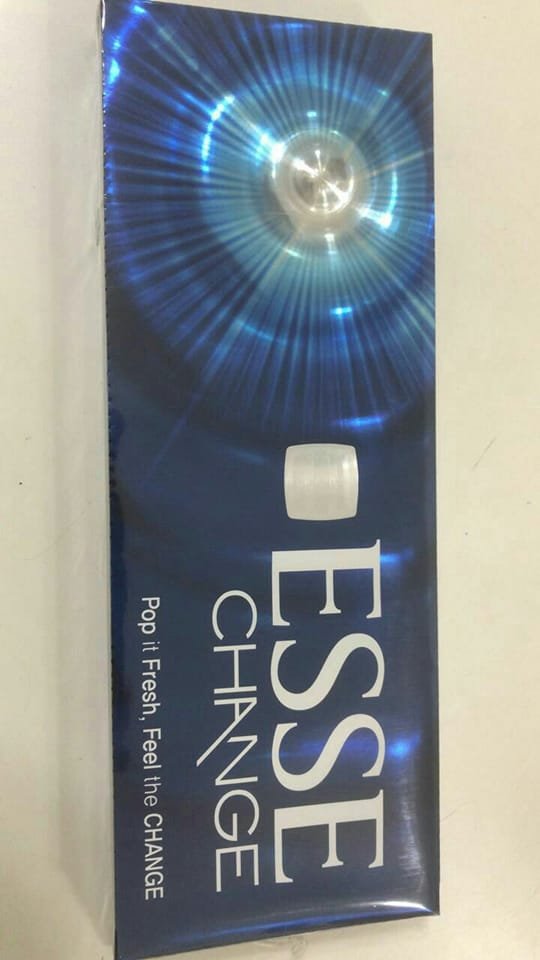 ESSE
CHANGE
Pop it Fresh, Feel the CHANGE